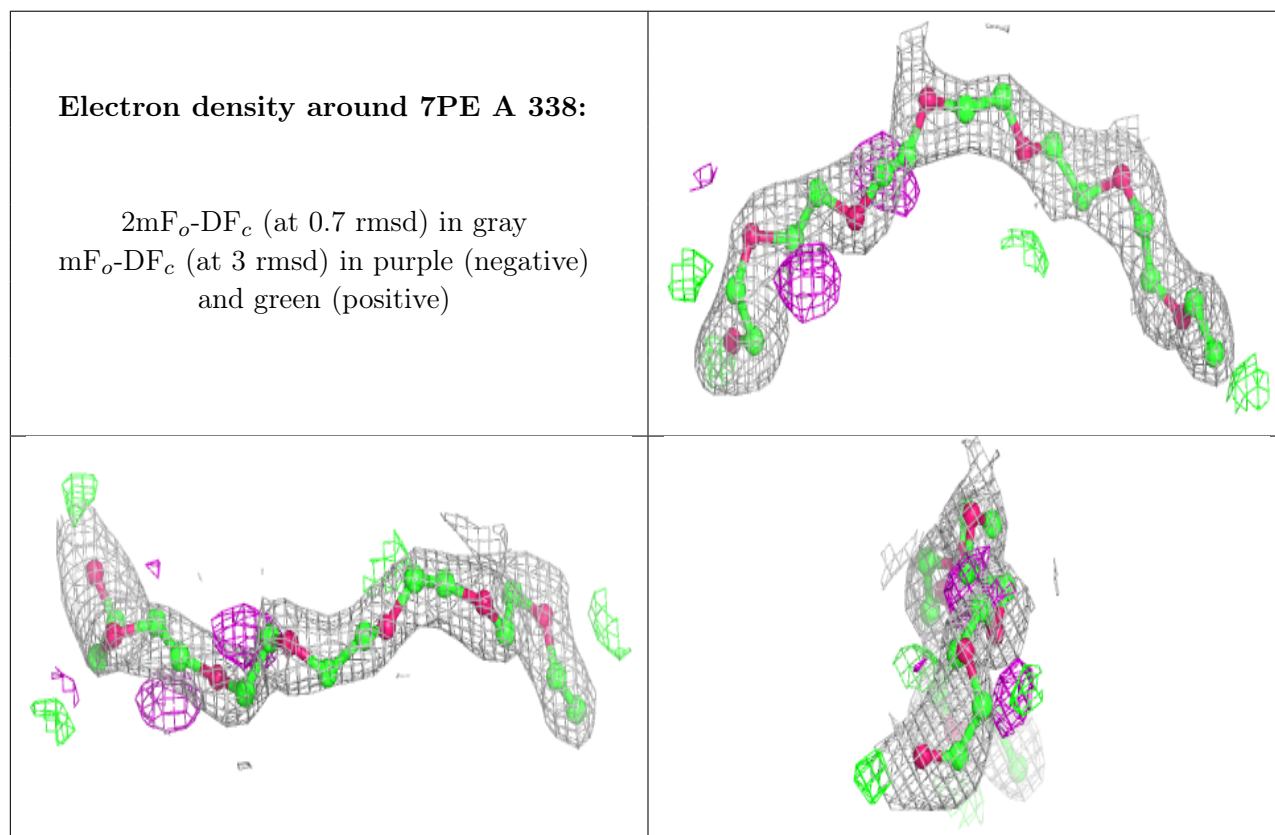 Electron density around 7PE A 338:
2mFo-DFc (at 0.7 rmsd) in gray
mFo-DFc (at 3 rmsd) in purple (negative)
and green (positive)